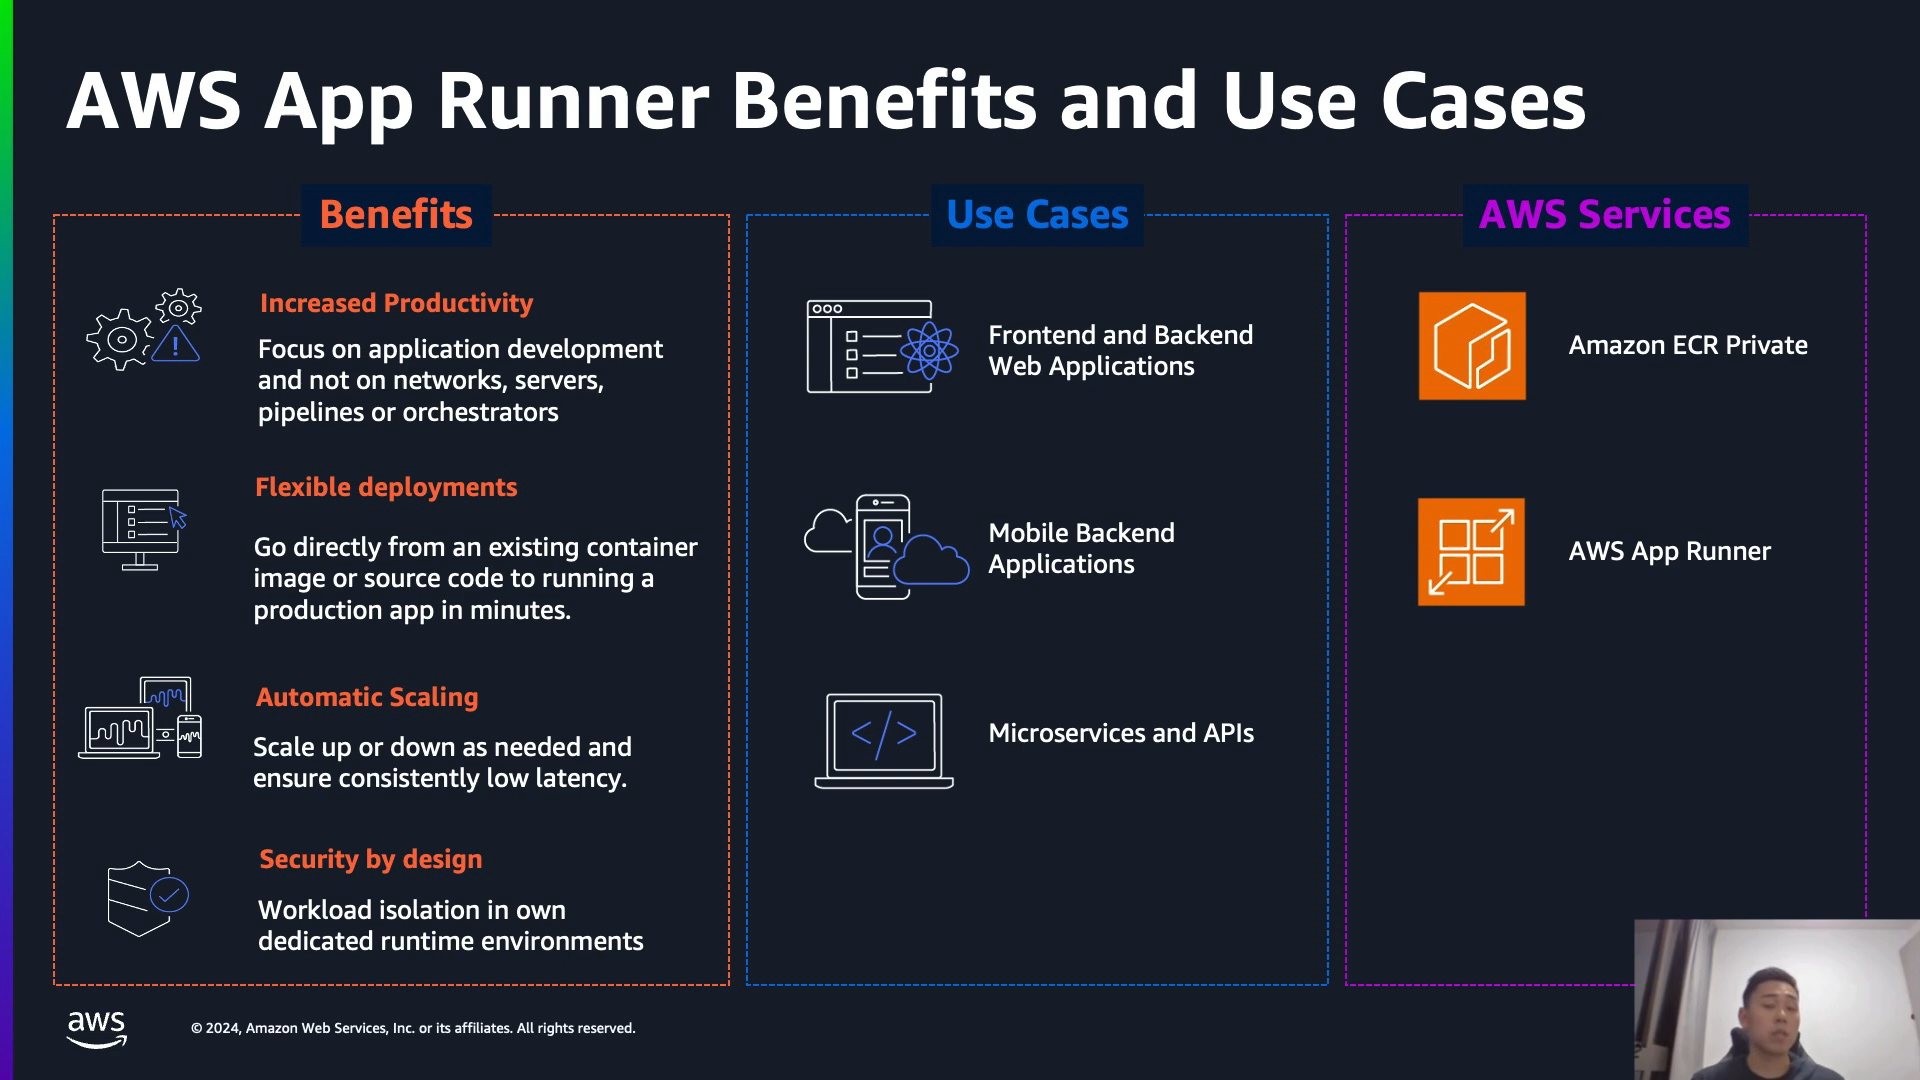 AWS App Runner Benefits and Use Cases
Benefits
Increased Productivity
Focus on application development
and not on networks, servers,
pipelines or orchestrators
Flexible deployments
Go directly from an existing container
image or source code to running a
production app in minutes.
Automatic Scaling
Scale up or down as needed and
ensure consistently low latency.
Security by design
Workload isolation in own
dedicated runtime environments
Use Cases
Frontend and Backend
Web Applications
Mobile Backend
Applications
</>
Microservices and APIs
AWS Services
Amazon ECR Private
AWS App Runner
aws
© 2024, Amazon Web Services, Inc. or its affiliates. All rights reserved.